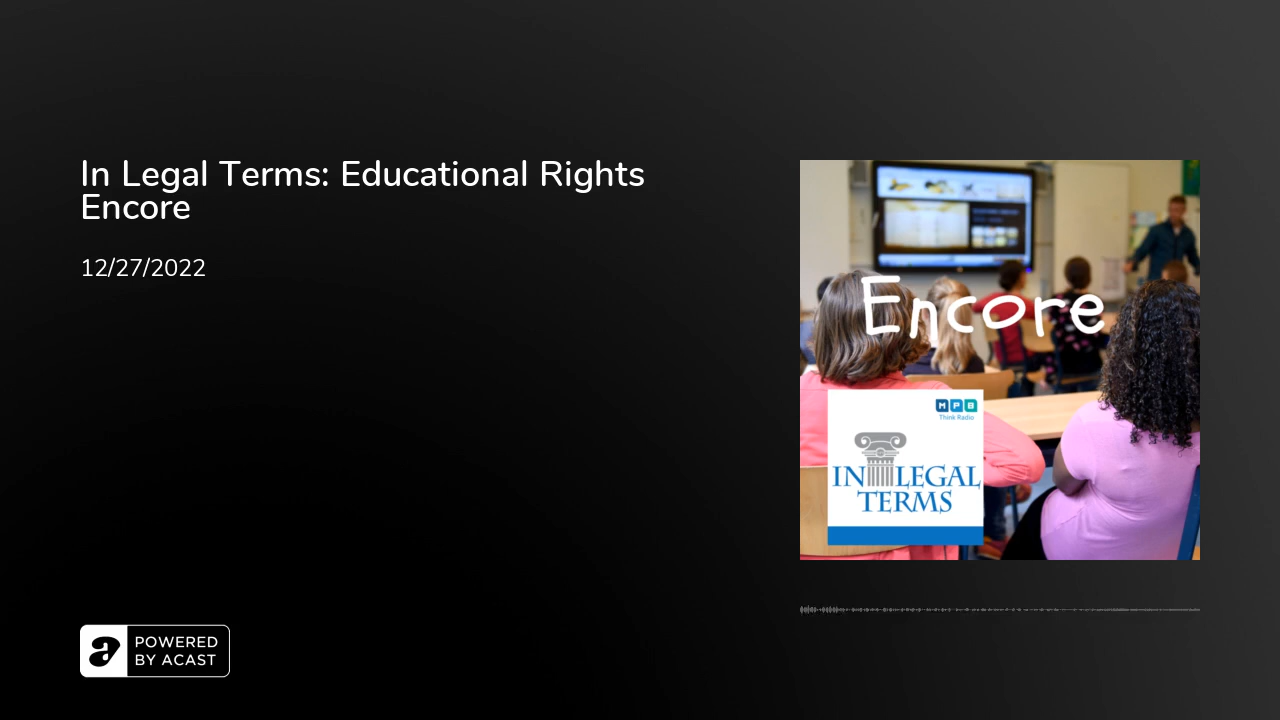 In Legal Terms: Educational Rights
Encore
12/27/2022
Encore
MPB
Think Radio
IN LEGAL
TERMS
POWERED
BY ACAST